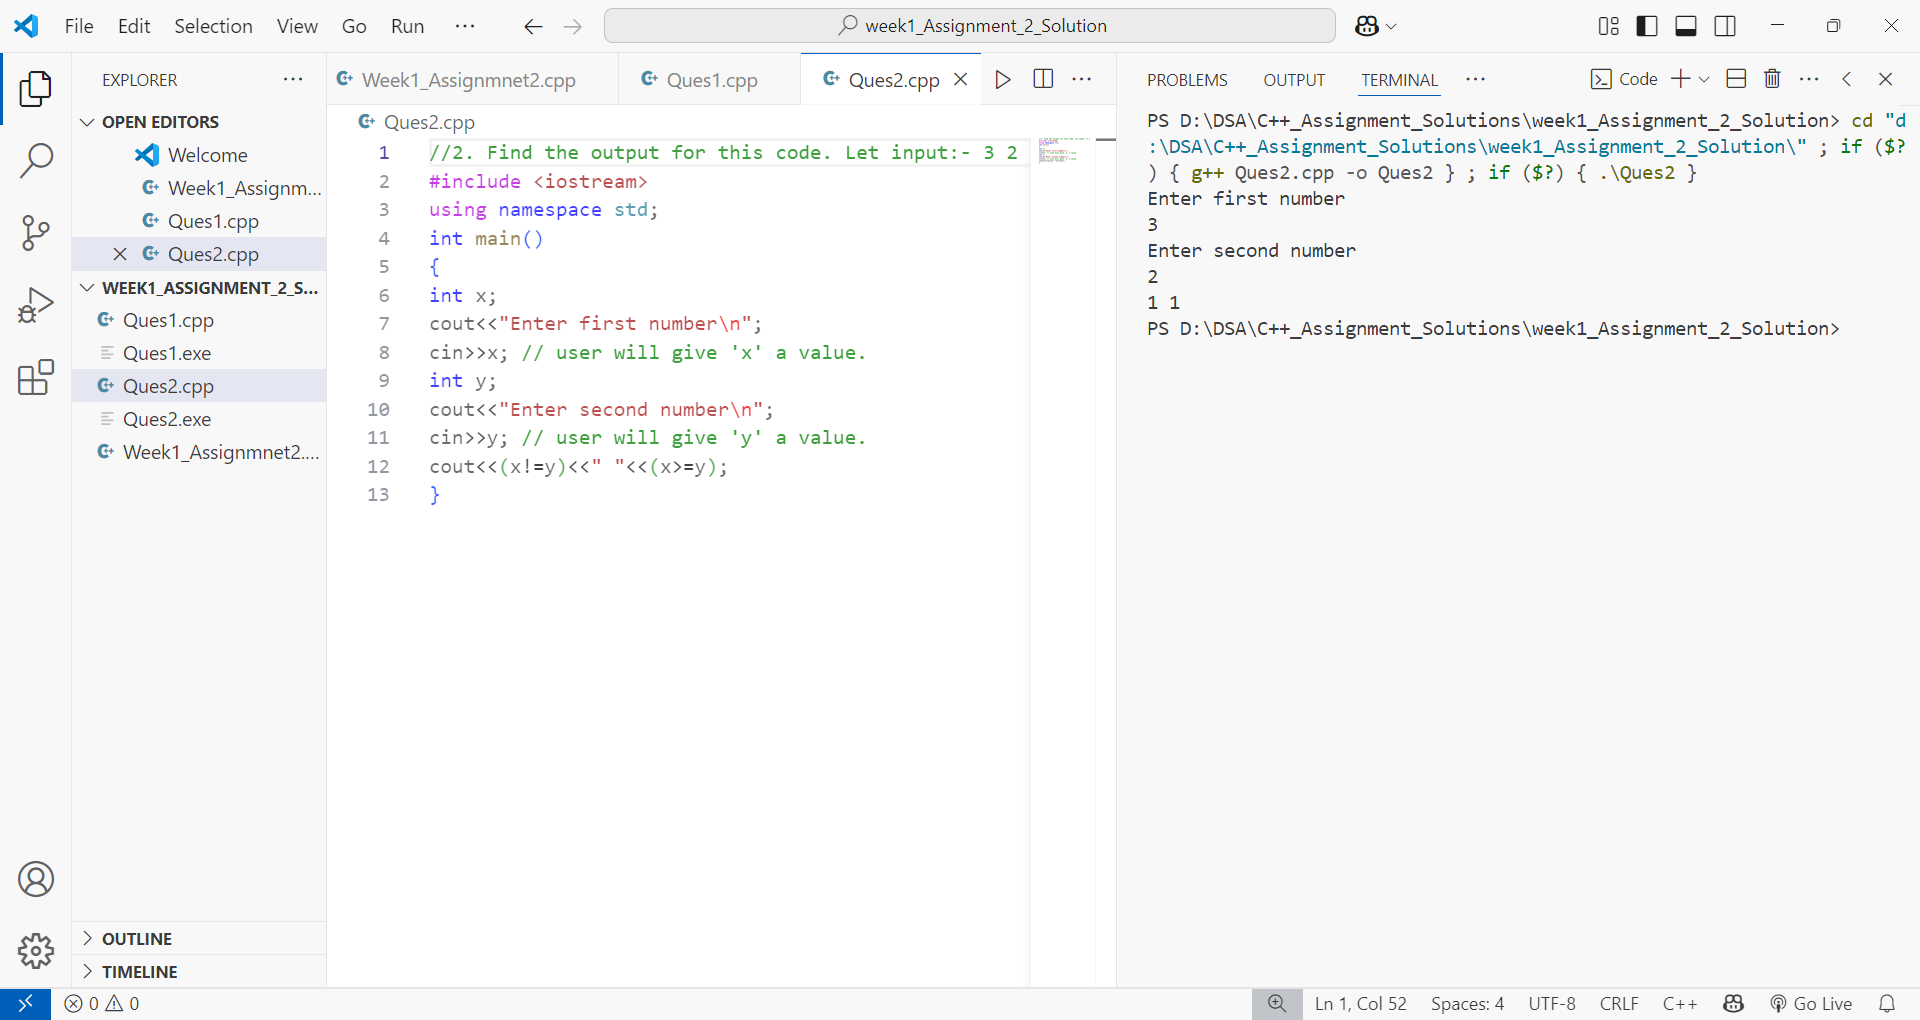 File Edit Selection View Go Run ···
week1_Assignment_2_Solution
EXPLORER
OPEN EDITORS
Welcome
Week1_Assignm...
Ques1.cpp
Ques2.cpp
WEEK1_ASSIGNMENT_2_S...
Ques1.cpp
Ques1.exe
Ques2.cpp
Ques2.exe
Week1_Assignmnet2....
OUTLINE
TIMELINE
Week1_Assignmnet2.cpp Ques1.cpp Ques2.cpp
Ques2.cpp
1 //2. Find the output for this code. Let input:- 3 2
2 #include <iostream>
3 using namespace std;
4 int main()
5 {
6 int x;
7 cout<<"Enter first number\n";
8 cin>>x; // user will give 'x' a value.
9 int y;
10 cout<<"Enter second number\n";
11 cin>>y; // user will give 'y' a value.
12 cout<<(x!=y)<<" "<<(x>=y);
13 }
PROBLEMS OUTPUT TERMINAL ··· Code
PS D:\DSA\C++_Assignment_Solutions\week1_Assignment_2_Solution> cd "d
:\DSA\C++_Assignment_Solutions\week1_Assignment_2_Solution\" ; if ($?
) { g++ Ques2.cpp -o Ques2 } ; if ($?) { .\Ques2 }
Enter first number
3
Enter second number
2
1 1
PS D:\DSA\C++_Assignment_Solutions\week1_Assignment_2_Solution>
0 0 Ln 1, Col 52 Spaces: 4 UTF-8 CRLF C++ Go Live